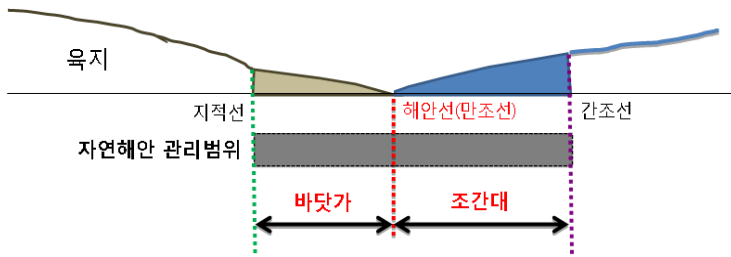 육지
지적선
해안선(만조선)
간조선
자연해안 관리범위
바닷가
조간대